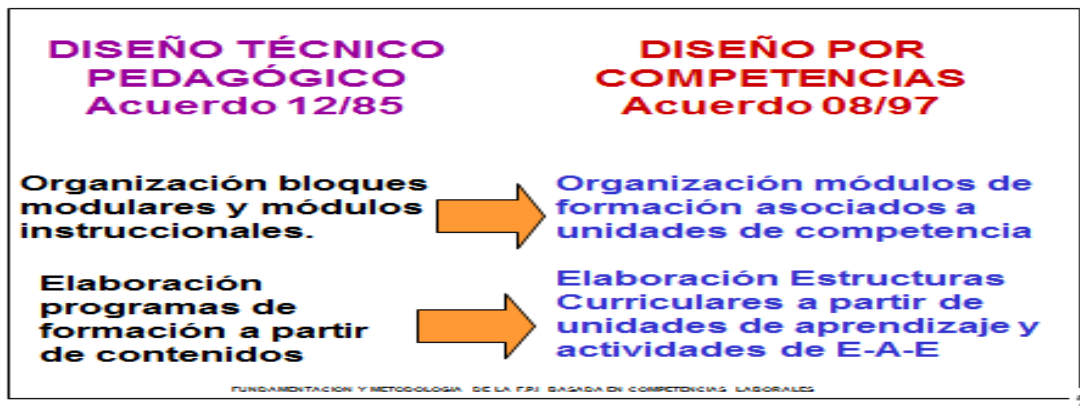 DISEÑO TÉCNICO
PEDAGÓGICO
Acuerdo 12/85
DISEÑO POR
COMPETENCIAS
Acuerdo 08/97
Organización bloques
modulares y módulos
instruccionales.
Organización módulos de
formación asociados a
unidades de competencia
Elaboración
programas de
formación a partir
de contenidos
Elaboración Estructuras
Curriculares a partir de
unidades de aprendizaje y
actividades de E-A-E
FUNDAMENTACION Y METODOLOGIA DE LA F.P.I BASADA EN COMPETENCIAS LABORALES